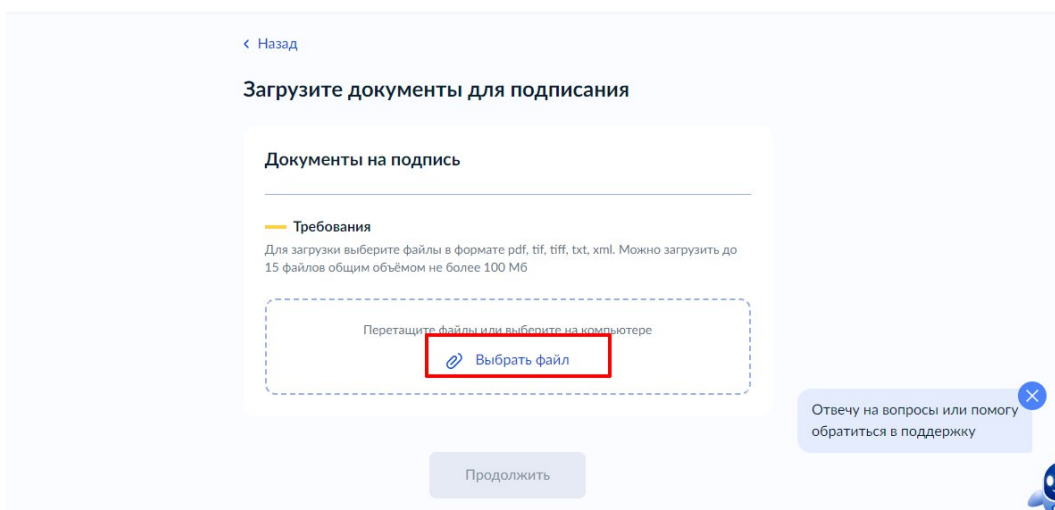 Назад
Загрузите документы для подписания
Документы на подпись
Требования
Для загрузки выберите файлы в формате pdf, tif, tiff, txt, xml. Можно загрузить до
15 файлов общим объёмом не более 100 Мб
Перетащите файлы или выберите на компьютере
Выбрать файл
Отвечу на вопросы или помогу
обратиться в поддержку
Продолжить